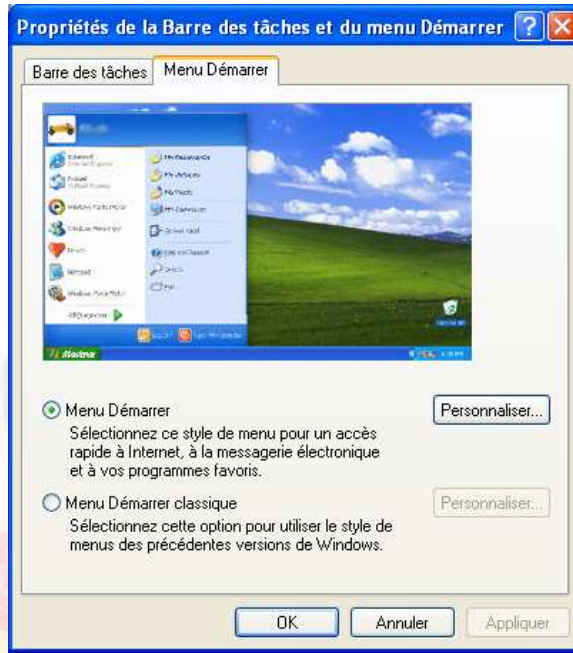 Propriétés de la Barre des tâches et du menu Démarrer
Barre des tâches
Menu Démarrer
Menu Démarrer
Personnaliser...
Sélectionnez ce style de menu pour un accès
rapide à Internet, à la messagerie électronique
et à vos programmes favoris.
Menu Démarrer classique
Personnaliser...
Sélectionnez cette option pour utiliser le style de
menus des précédentes versions de Windows.
OK
Annuler
Appliquer